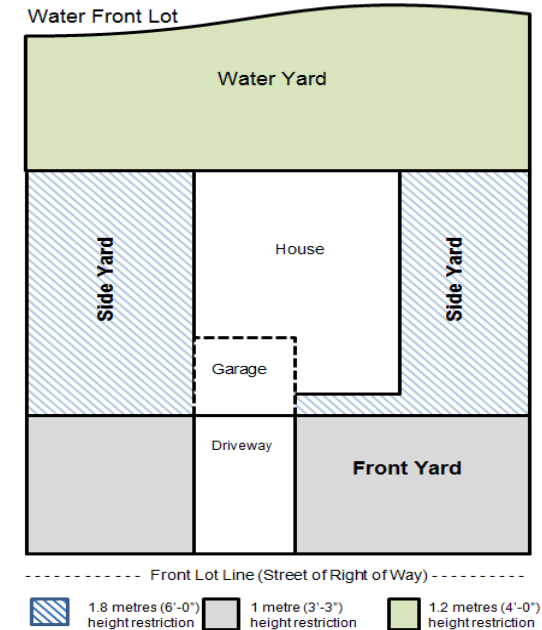 Water Front Lot
Water Yard
Side Yard
House
Side Yard
Garage
Driveway
Front Yard
Front Lot Line (Street of Right of Way)
1.8 metres (6'-0")
height restriction
1 metre (3'-3")
height restriction
1.2 metres (4'-0")
height restriction